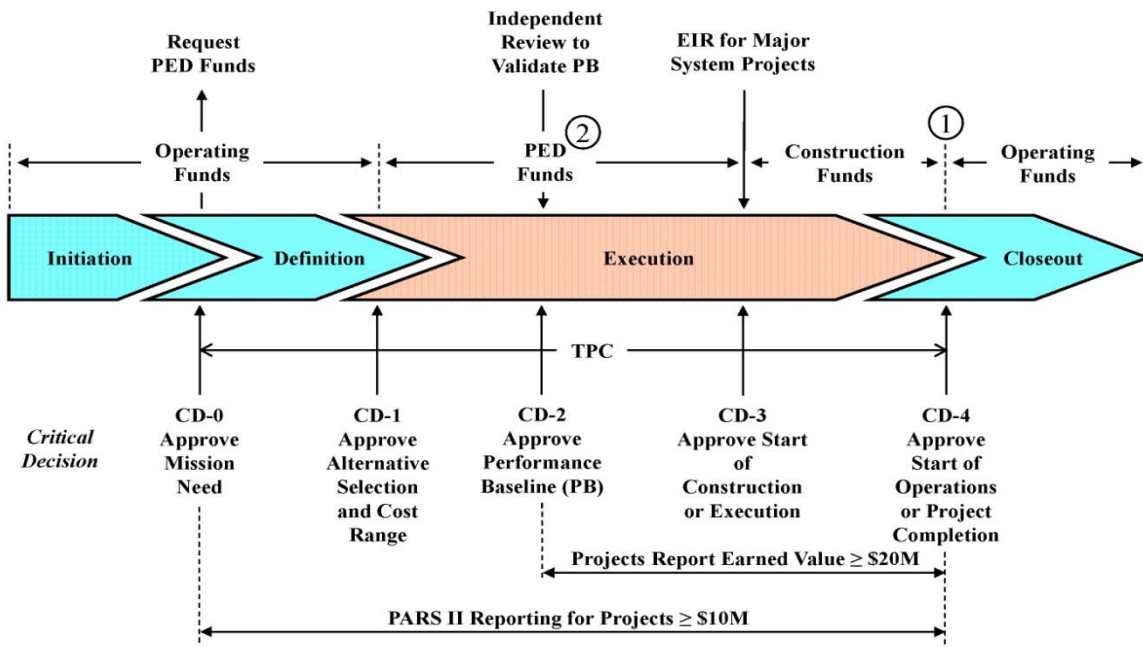 Request
PED Funds
Independent
Review to
Validate PB
EIR for Major
System Projects
Operating
Funds
PED
Funds
②
Construction
Funds
①
Operating
Funds
Initiation
Definition
Execution
Closeout
TPC
Critical
Decision
CD-0
Approve
Mission
Need
CD-1
Approve
Alternative
Selection
and Cost
Range
CD-2
Approve
Performance
Baseline (PB)
CD-3
Approve Start
of
Construction
or Execution
CD-4
Approve
Start of
Operations
or Project
Completion
Projects Report Earned Value ≥ $20M
PARS II Reporting for Projects ≥ $10M